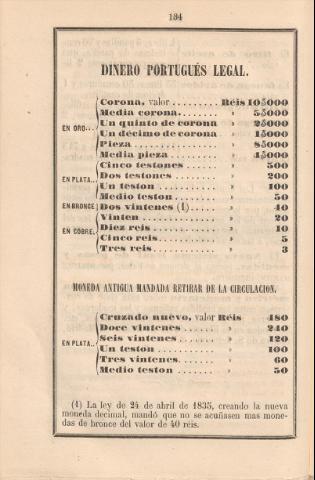 134
DINERO PORTUGUÉS LEGAL.
EN ORO... Corona, valor......... Réis 10$000
Media corona....... » 5$000
Un quinto de corona » 2$000
Un décimo de corona » 1$000
Pieza............. » 8$000
Media pieza......... » 4$000
EN PLATA.. Cinco testones...... » 500
Dos testones........ » 200
Un teston.......... » 100
Medio teston........ » 50
EN BRONCE Dos vintenes (1).... » 40
EN COBRE. Vinten............ » 20
Diez reis........... » 10
Cinco reis.......... » 5
Tres reis........... » 3
MONEDA ANTIGUA MANDADA RETIRAR DE LA CIRCULACION.
EN PLATA.. Cruzado nuevo, valor Réis 480
Doce vintenes...... » 240
Seis vintenes....... » 120
Un teston.......... » 100
Tres vintenes....... » 60
Medio teston....... » 50
(1) La ley de 24 de abril de 1835, creando la nueva
moneda decimal, mandó que no se acuñasen mas mone-
das de bronce del valor de 40 réis.